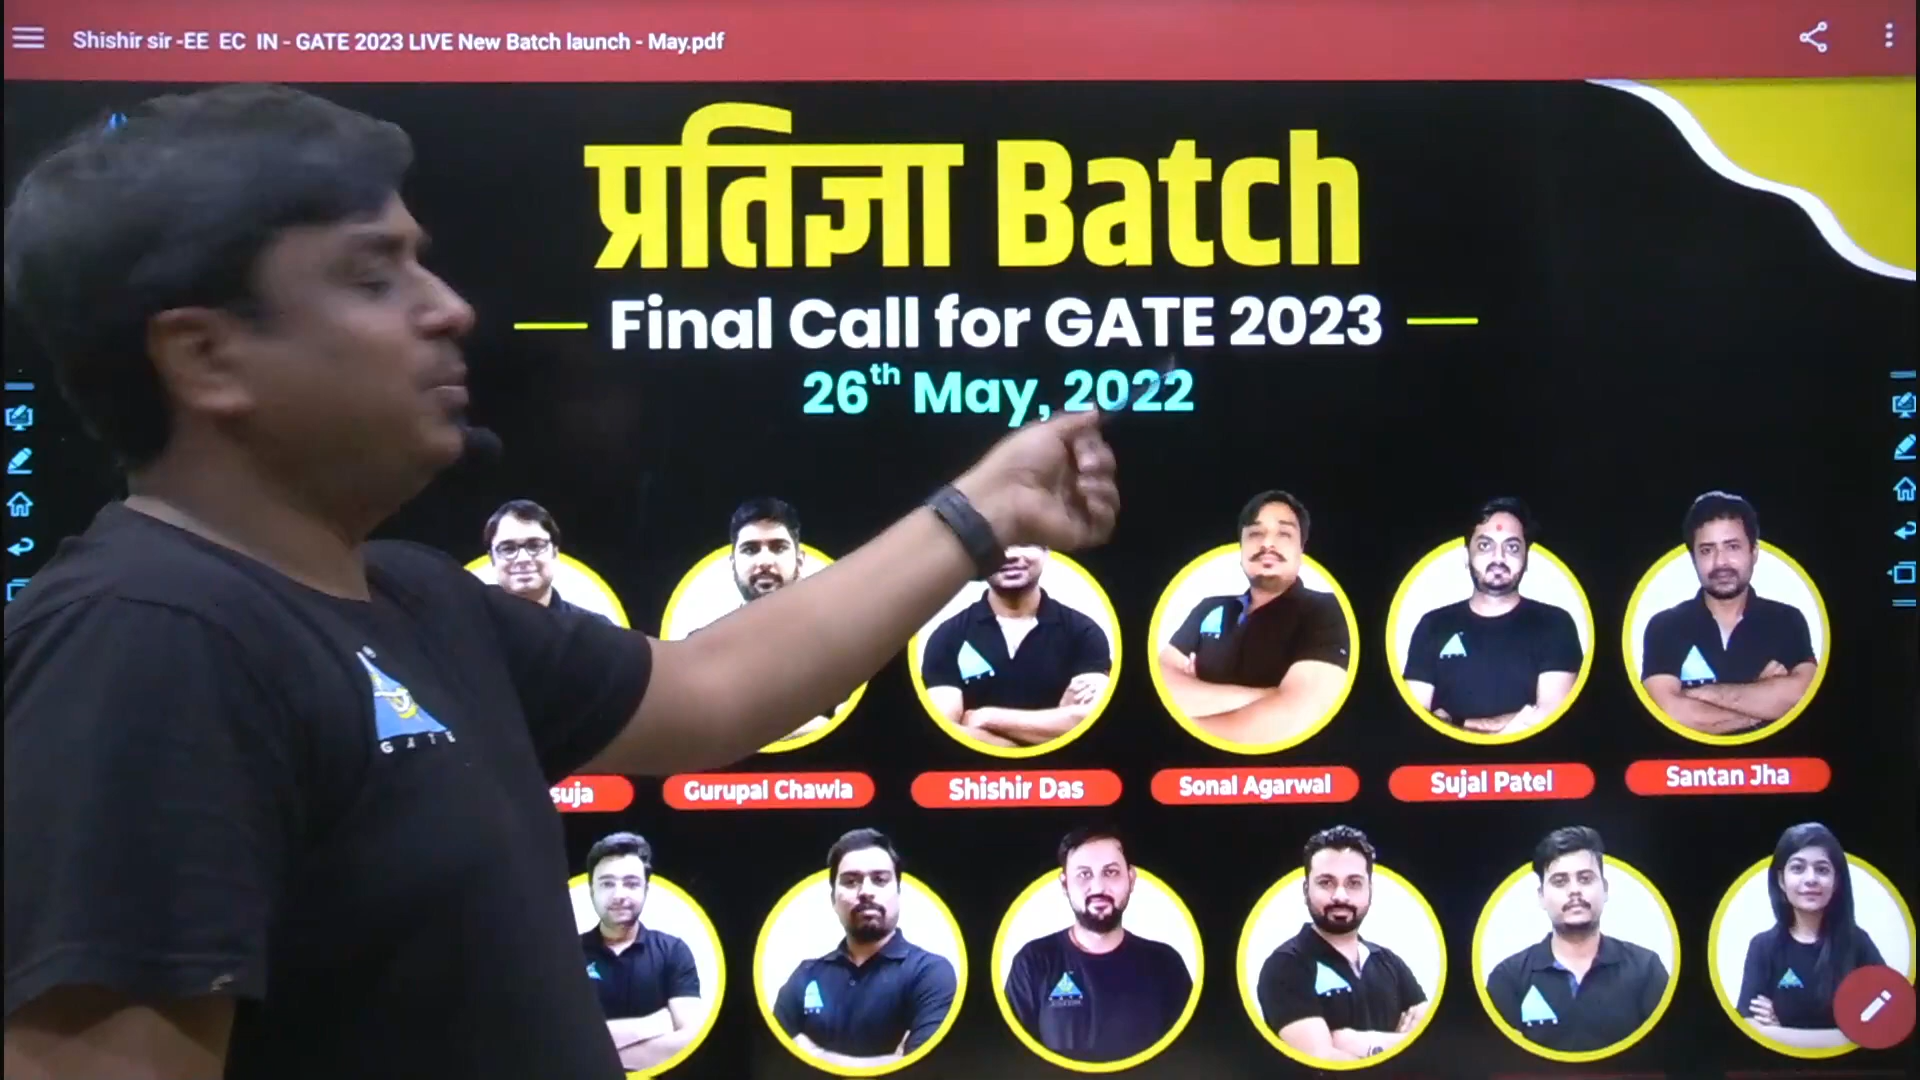 Shishir sir -EE EC IN - GATE 2023 LIVE New Batch launch - May.pdf
प्रतिज्ञा Batch
Final Call for GATE 2023
26th May, 2022
GATE
suja
Gurupal Chawla
Shishir Das
Sonal Agarwal
Sujal Patel
Santan Jha